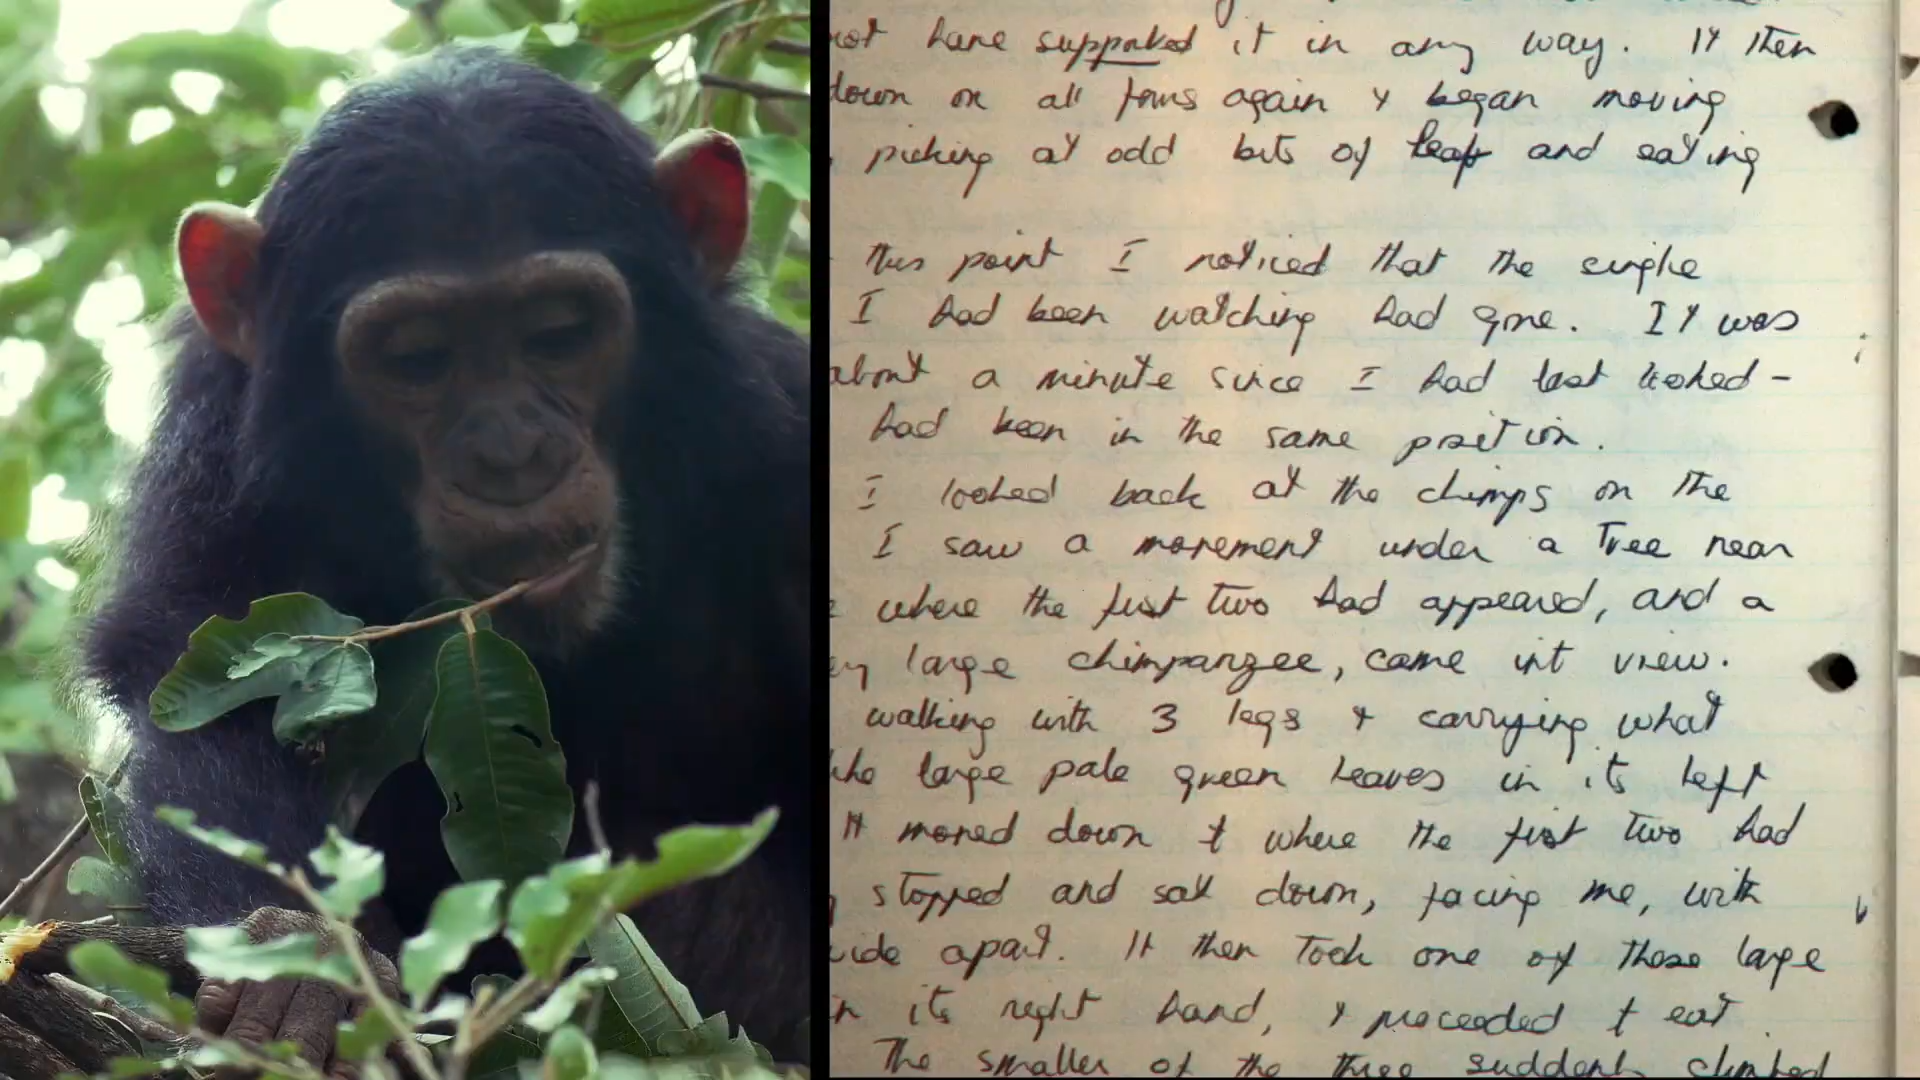 not have supported it in any way. It then
down on all fours again & began moving
picking at odd bits of leaf and eating
this point I noticed that the single
I had been watching had gone. It was
about a minute since I had last looked -
had been in the same position.
I looked back at the chimps on the
I saw a movement under a tree near
where the first two had appeared, and a
large chimpanzee, came int view.
walking with 3 legs & carrying what
like large pale green leaves in its left
It moved down t where the first two had
stopped and sat down, facing me, with
wide apart. It then took one of these large
in its right hand, & proceeded t eat.
The smaller of the three suddenly climbed